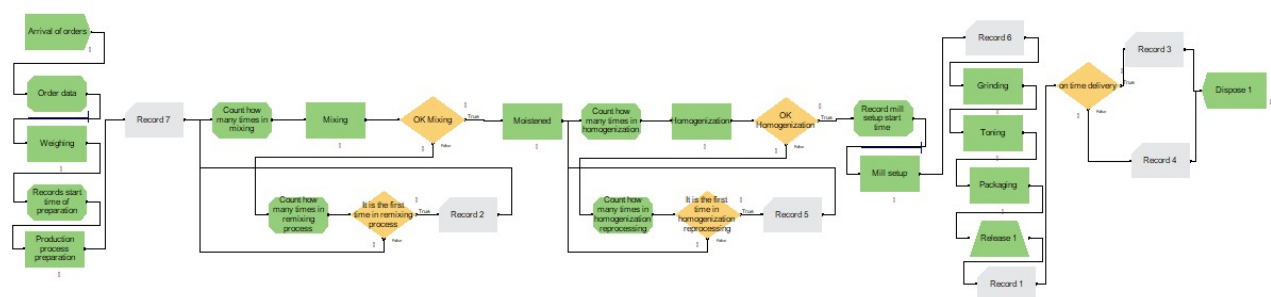 Arrival of orders
Order data
Weighing
Records start
time of
preparation
Production
process
preparation
Record 7
Count how
many times in
mixing
Mixing
OK Mixing
True
False
Count how
many times in
remixing
process
It is the first
time in remixing
process
True
False
Record 2
Moistened
Count how
many times in
homogenization
Homogenization
OK
Homogenization
True
False
Count how
many times in
homogenization
reprocessing
It is the first
time in
homogenization
reprocessing
True
False
Record 5
Record mill
setup start
time
Mill setup
Record 6
Grinding
Toning
Packaging
Release 1
Record 1
on time delivery
True
False
Record 3
Record 4
Dispose 1